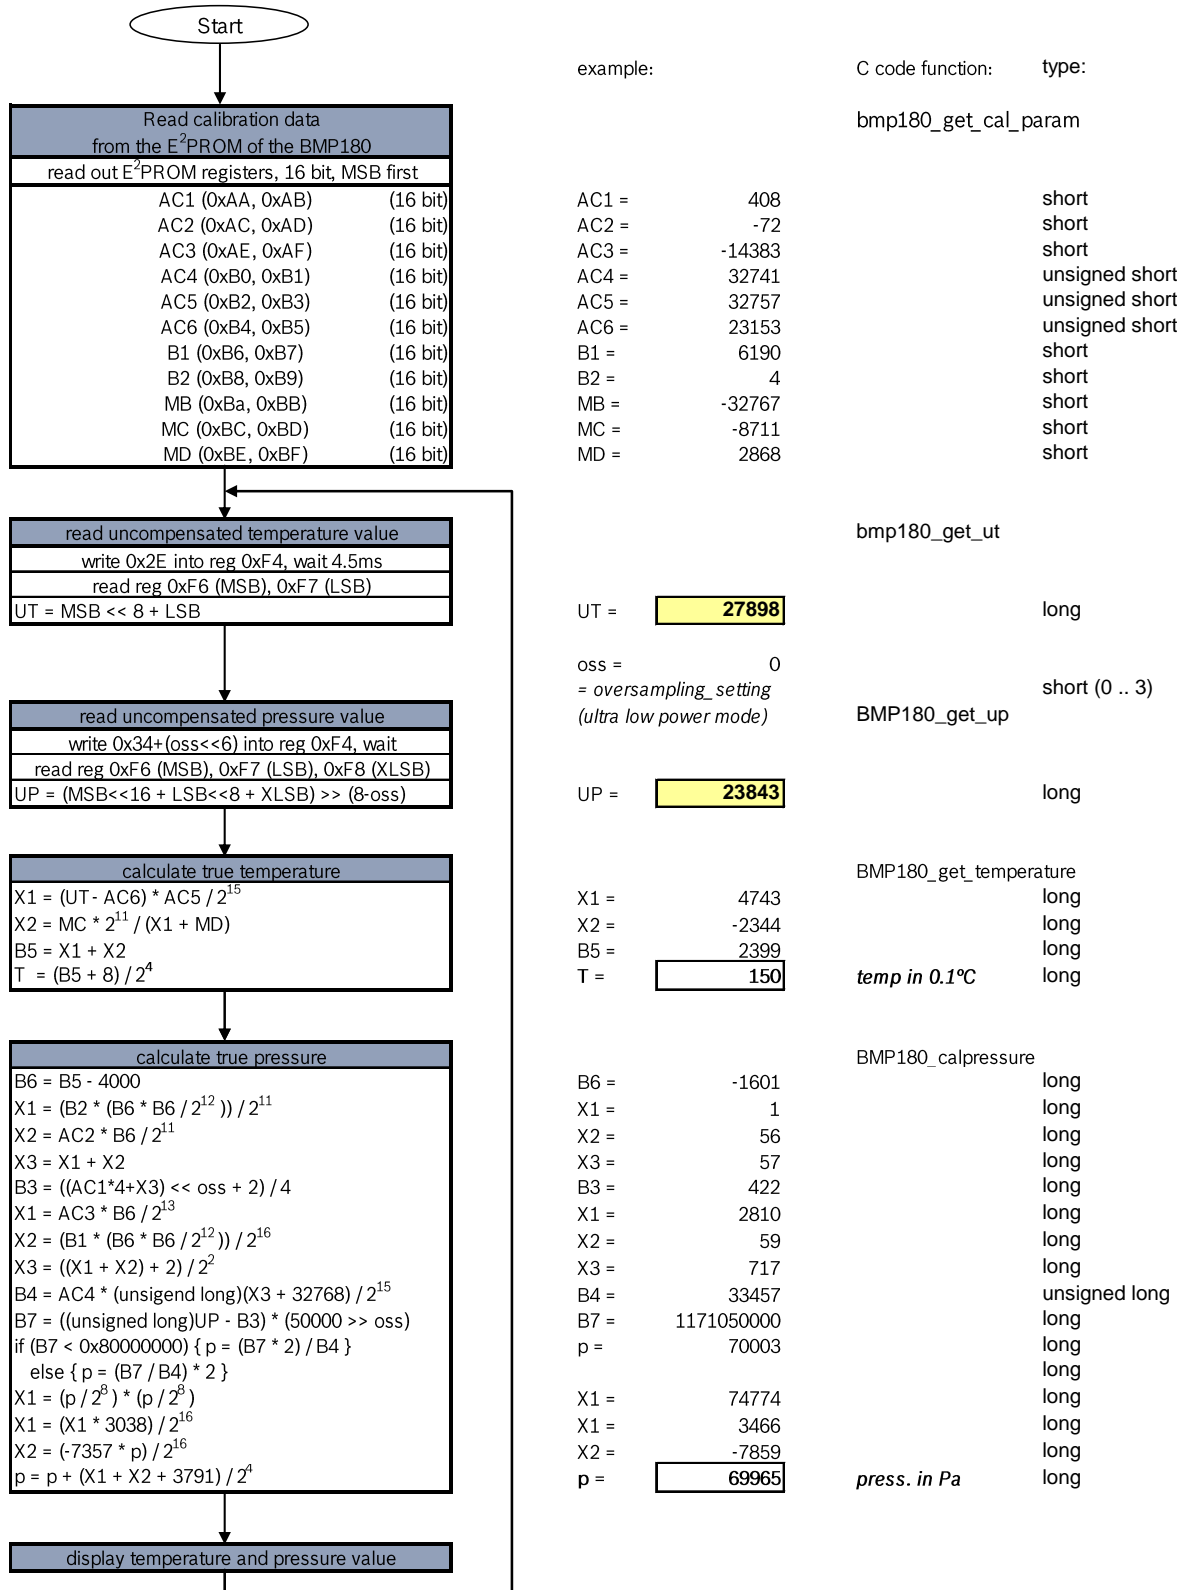 Start
example: C code function: type:
Read calibration data
from the E²PROM of the BMP180 bmp180_get_cal_param
read out E²PROM registers, 16 bit, MSB first
AC1 (0xAA, 0xAB) (16 bit) AC1 = 408 short
AC2 (0xAC, 0xAD) (16 bit) AC2 = -72 short
AC3 (0xAE, 0xAF) (16 bit) AC3 = -14383 short
AC4 (0xB0, 0xB1) (16 bit) AC4 = 32741 unsigned short
AC5 (0xB2, 0xB3) (16 bit) AC5 = 32757 unsigned short
AC6 (0xB4, 0xB5) (16 bit) AC6 = 23153 unsigned short
B1 (0xB6, 0xB7) (16 bit) B1 = 6190 short
B2 (0xB8, 0xB9) (16 bit) B2 = 4 short
MB (0xBa, 0xBB) (16 bit) MB = -32767 short
MC (0xBC, 0xBD) (16 bit) MC = -8711 short
MD (0xBE, 0xBF) (16 bit) MD = 2868 short
read uncompensated temperature value bmp180_get_ut
write 0x2E into reg 0xF4, wait 4.5ms
read reg 0xF6 (MSB), 0xF7 (LSB)
UT = MSB << 8 + LSB UT = 27898 long
oss = 0
= oversampling_setting short (0 .. 3)
read uncompensated pressure value (ultra low power mode) BMP180_get_up
write 0x34+(oss<<6) into reg 0xF4, wait
read reg 0xF6 (MSB), 0xF7 (LSB), 0xF8 (XLSB)
UP = (MSB<<16 + LSB<<8 + XLSB) >> (8-oss) UP = 23843 long
calculate true temperature BMP180_get_temperature
X1 = (UT - AC6) * AC5 / 2¹⁵ X1 = 4743 long
X2 = MC * 2¹¹ / (X1 + MD) X2 = -2344 long
B5 = X1 + X2 B5 = 2399 long
T = (B5 + 8) / 2⁴ T = 150 temp in 0.1ºC long
calculate true pressure BMP180_calpressure
B6 = B5 - 4000 B6 = -1601 long
X1 = (B2 * (B6 * B6 / 2¹² )) / 2¹¹ X1 = 1 long
X2 = AC2 * B6 / 2¹¹ X2 = 56 long
X3 = X1 + X2 X3 = 57 long
B3 = ((AC1*4+X3) << oss + 2) / 4 B3 = 422 long
X1 = AC3 * B6 / 2¹³ X1 = 2810 long
X2 = (B1 * (B6 * B6 / 2¹² )) / 2¹⁶ X2 = 59 long
X3 = ((X1 + X2) + 2) / 2² X3 = 717 long
B4 = AC4 * (unsigend long)(X3 + 32768) / 2¹⁵ B4 = 33457 unsigned long
B7 = ((unsigned long)UP - B3) * (50000 >> oss) B7 = 1171050000 long
if (B7 < 0x80000000) { p = (B7 * 2) / B4 } p = 70003 long
else { p = (B7 / B4) * 2 } long
X1 = (p / 2⁸ ) * (p / 2⁸ ) X1 = 74774 long
X1 = (X1 * 3038) / 2¹⁶ X1 = 3466 long
X2 = (-7357 * p) / 2¹⁶ X2 = -7859 long
p = p + (X1 + X2 + 3791) / 2⁴ p = 69965 press. in Pa long
display temperature and pressure value